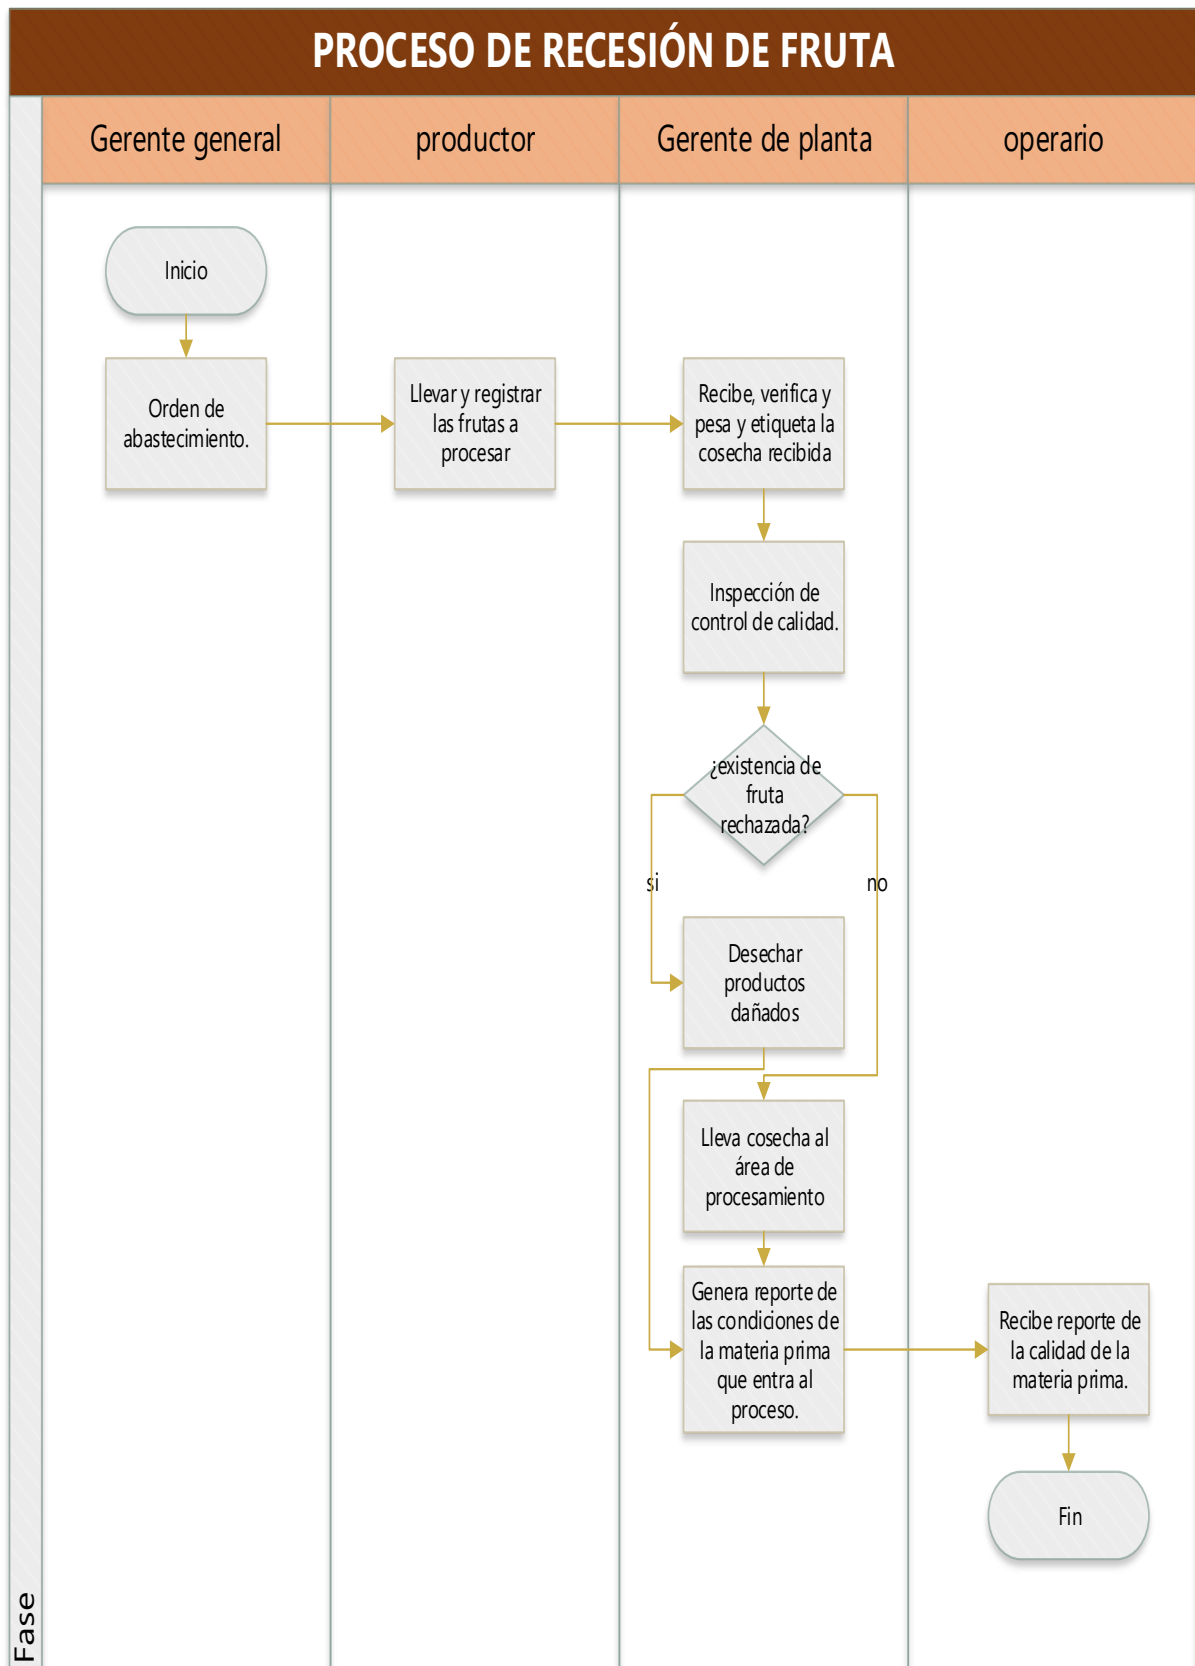 PROCESO DE RECESIÓN DE FRUTA
Gerente general
productor
Gerente de planta
operario
Inicio
Orden de
abastecimiento.
Llevar y registrar
las frutas a
procesar
Recibe, verifica y
pesa y etiqueta la
cosecha recibida
Inspección de
control de calidad.
¿existencia de
fruta
rechazada?
si
no
Desechar
productos
dañados
Lleva cosecha al
área de
procesamiento
Genera reporte de
las condiciones de
la materia prima
que entra al
proceso.
Recibe reporte de
la calidad de la
materia prima.
Fin
Fase